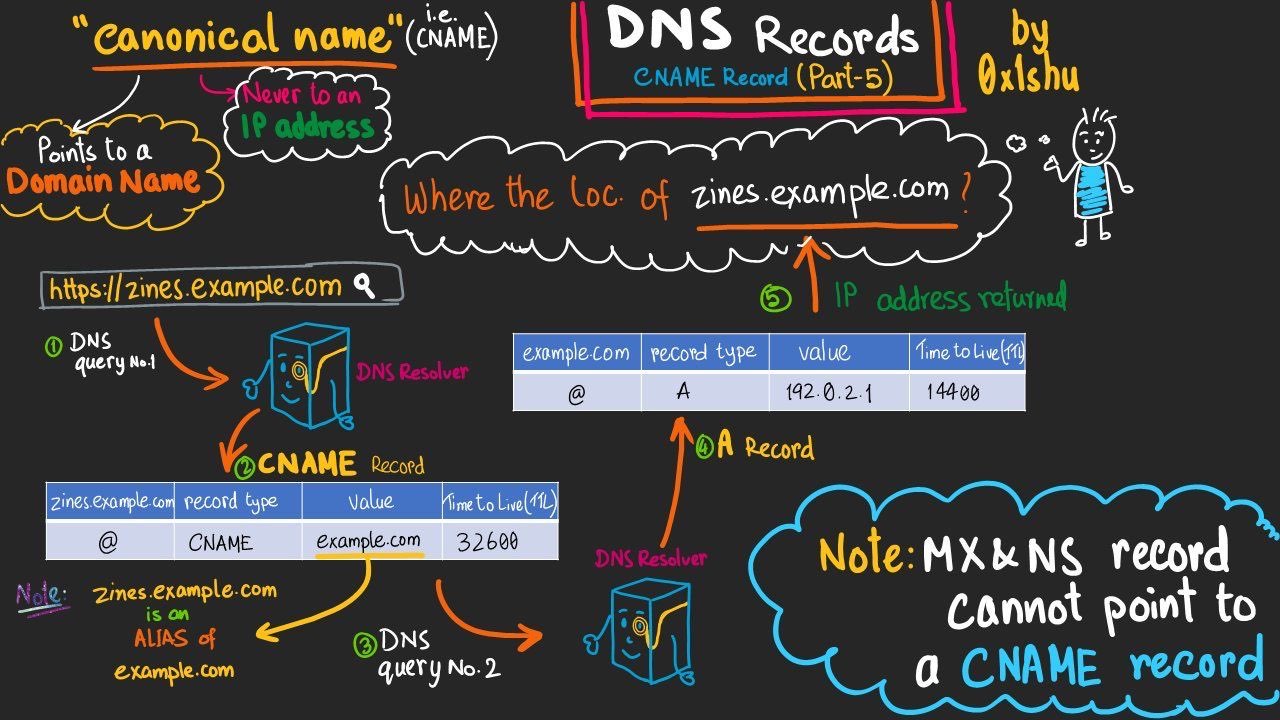 "canonical name" (i.e. CNAME)
Never to an
IP address
Points to a
Domain Name
DNS Records
CNAME Record (Part-5)
by
0x1shu
Where the loc. of zines.example.com?
https://zines.example.com
① DNS
query No.1
DNS Resolver
② CNAME Record
zines.example.com record type value Time to Live(TTL)
@ CNAME example.com 32600
Note: zines.example.com
is an
ALIAS of
example.com
③ DNS
query No.2
DNS Resolver
④ A Record
example.com record type value Time to Live(TTL)
@ A 192.0.2.1 14400
⑤ IP address returned
Note: MX & NS record
cannot point to
a CNAME record